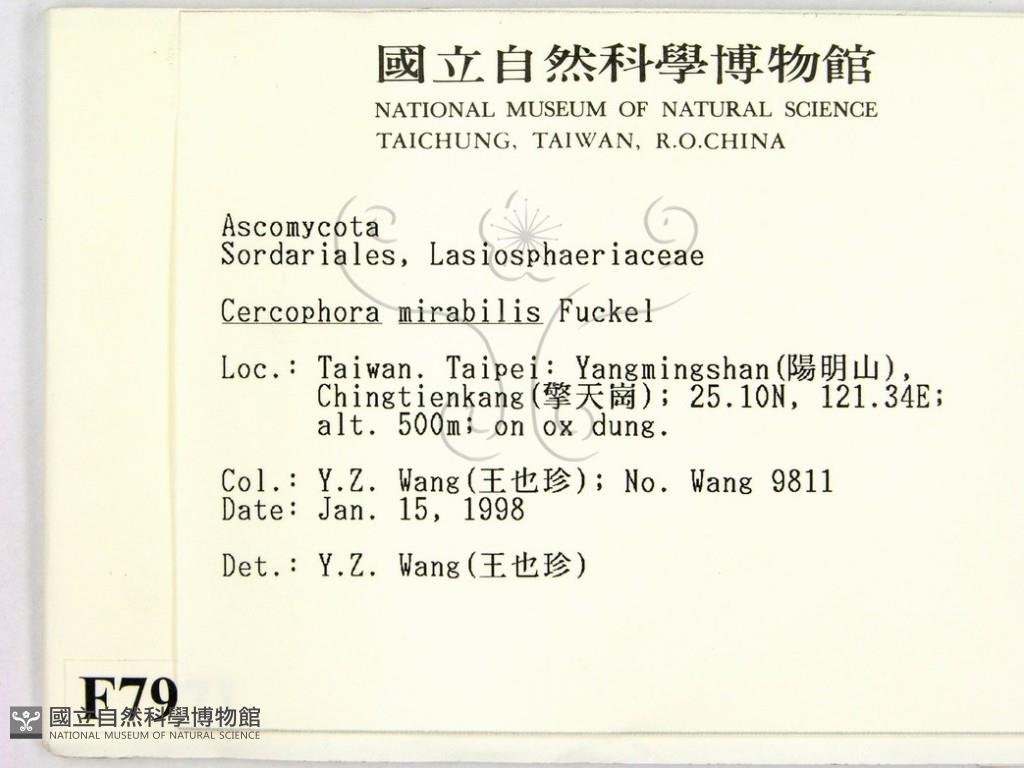 國立自然科學博物館
NATIONAL MUSEUM OF NATURAL SCIENCE
TAICHUNG, TAIWAN, R.O.CHINA
Ascomycota
Sordariales, Lasiosphaeriaceae
Cercophora mirabilis Fuckel
Loc.: Taiwan. Taipei: Yangmingshan(陽明山),
Chingtienkang(擎天崗); 25.10N, 121.34E;
alt. 500m; on ox dung.
Col.: Y.Z. Wang(王也珍); No. Wang 9811
Date: Jan. 15, 1998
Det.: Y.Z. Wang(王也珍)
F79
國立自然科學博物館
NATIONAL MUSEUM OF NATURAL SCIENCE